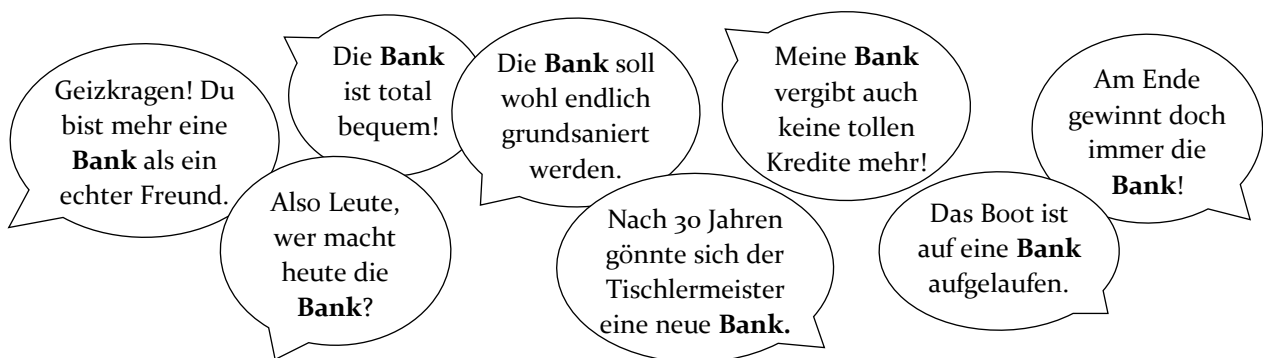 Geizkragen! Du
bist mehr eine
Bank als ein
echter Freund.
Die Bank
ist total
bequem!
Die Bank soll
wohl endlich
grundsaniert
werden.
Meine Bank
vergibt auch
keine tollen
Kredite mehr!
Am Ende
gewinnt doch
immer die
Bank!
Also Leute,
wer macht
heute die
Bank?
Nach 30 Jahren
gönnte sich der
Tischlermeister
eine neue Bank.
Das Boot ist
auf eine Bank
aufgelaufen.